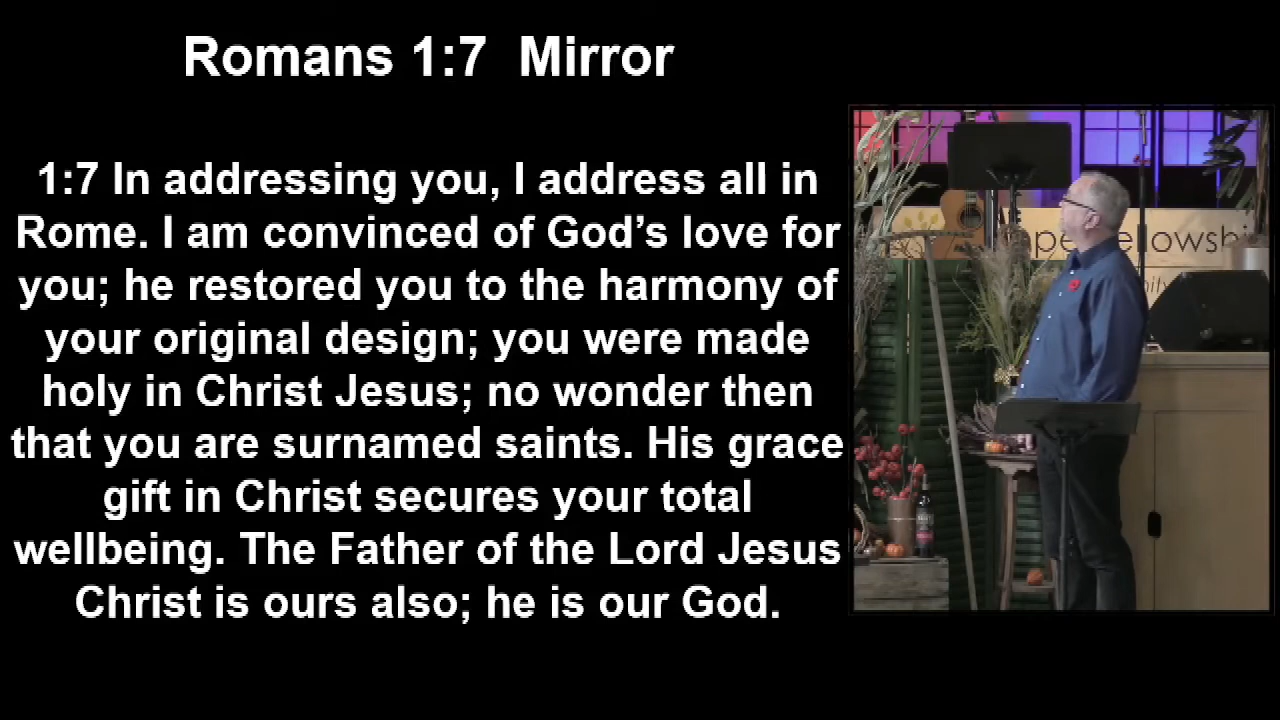 Romans 1:7 Mirror
1:7 In addressing you, I address all in
Rome. I am convinced of God’s love for
you; he restored you to the harmony of
your original design; you were made
holy in Christ Jesus; no wonder then
that you are surnamed saints. His grace
gift in Christ secures your total
wellbeing. The Father of the Lord Jesus
Christ is ours also; he is our God.